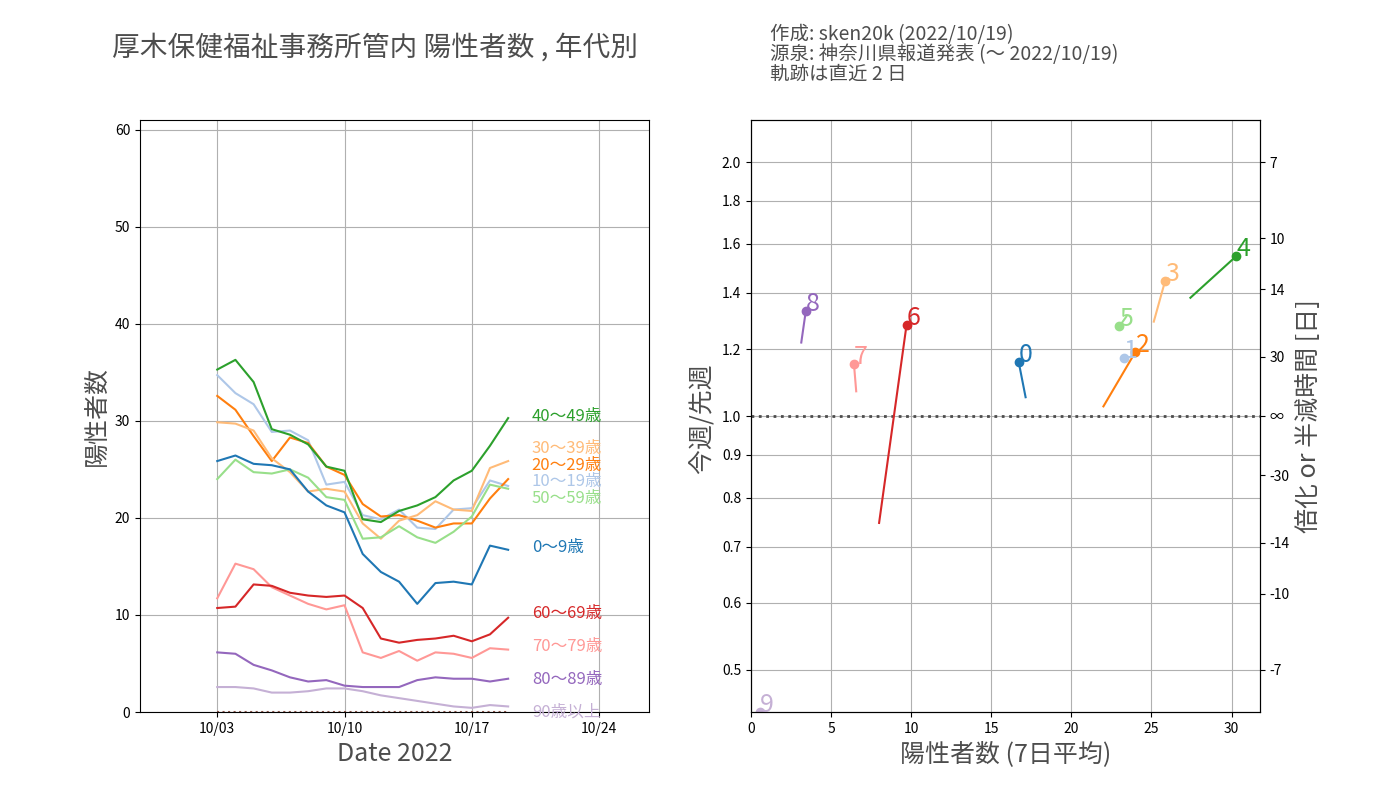 厚木保健福祉事務所管内 陽性者数 , 年代別
作成: sken20k (2022/10/19)
源泉: 神奈川県報道発表 (～ 2022/10/19)
軌跡は直近 2 日
陽性者数
60
50
40
30
20
10
0
10/03
10/10
10/17
10/24
Date 2022
40～49歳
30～39歳
20～29歳
10～19歳
50～59歳
0～9歳
60～69歳
70～79歳
80～89歳
90歳以上
今週/先週
2.0
1.8
1.6
1.4
1.2
1.0
0.9
0.8
0.7
0.6
0.5
0
5
10
15
20
25
30
陽性者数 (7日平均)
7
10
14
30
∞
-30
-14
-10
-7
倍化 or 半減時間 [日]
4
3
8
6
5
2
1
0
7
9